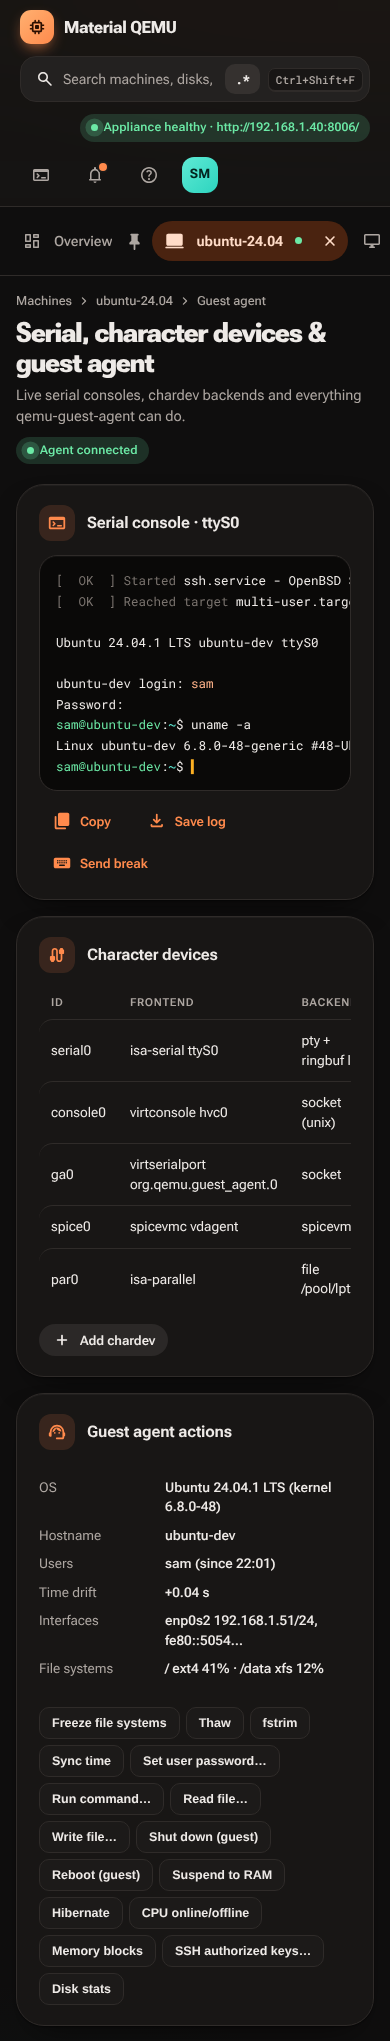 Material QEMU
Search machines, disks, .* Ctrl+Shift+F
Appliance healthy · http://192.168.1.40:8006/
SM
Overview ubuntu-24.04
Machines > ubuntu-24.04 > Guest agent
Serial, character devices &
guest agent
Live serial consoles, chardev backends and everything
qemu-guest-agent can do.
Agent connected
Serial console · ttyS0
[  OK  ] Started ssh.service - OpenBSD
[  OK  ] Reached target multi-user.targ
Ubuntu 24.04.1 LTS ubuntu-dev ttyS0
ubuntu-dev login: sam
Password:
sam@ubuntu-dev:~$ uname -a
Linux ubuntu-dev 6.8.0-48-generic #48-U
sam@ubuntu-dev:~$
Copy Save log
Send break
Character devices
ID FRONTEND BACKEN
serial0 isa-serial ttyS0 pty +
ringbuf
console0 virtconsole hvc0 socket
(unix)
ga0 virtserialport
org.qemu.guest_agent.0 socket
spice0 spicevmc vdagent spicevm
par0 isa-parallel file
/pool/lpt
+ Add chardev
Guest agent actions
OS Ubuntu 24.04.1 LTS (kernel
6.8.0-48)
Hostname ubuntu-dev
Users sam (since 22:01)
Time drift +0.04 s
Interfaces enp0s2 192.168.1.51/24,
fe80::5054…
File systems / ext4 41% · /data xfs 12%
Freeze file systems Thaw fstrim
Sync time Set user password…
Run command… Read file…
Write file… Shut down (guest)
Reboot (guest) Suspend to RAM
Hibernate CPU online/offline
Memory blocks SSH authorized keys…
Disk stats